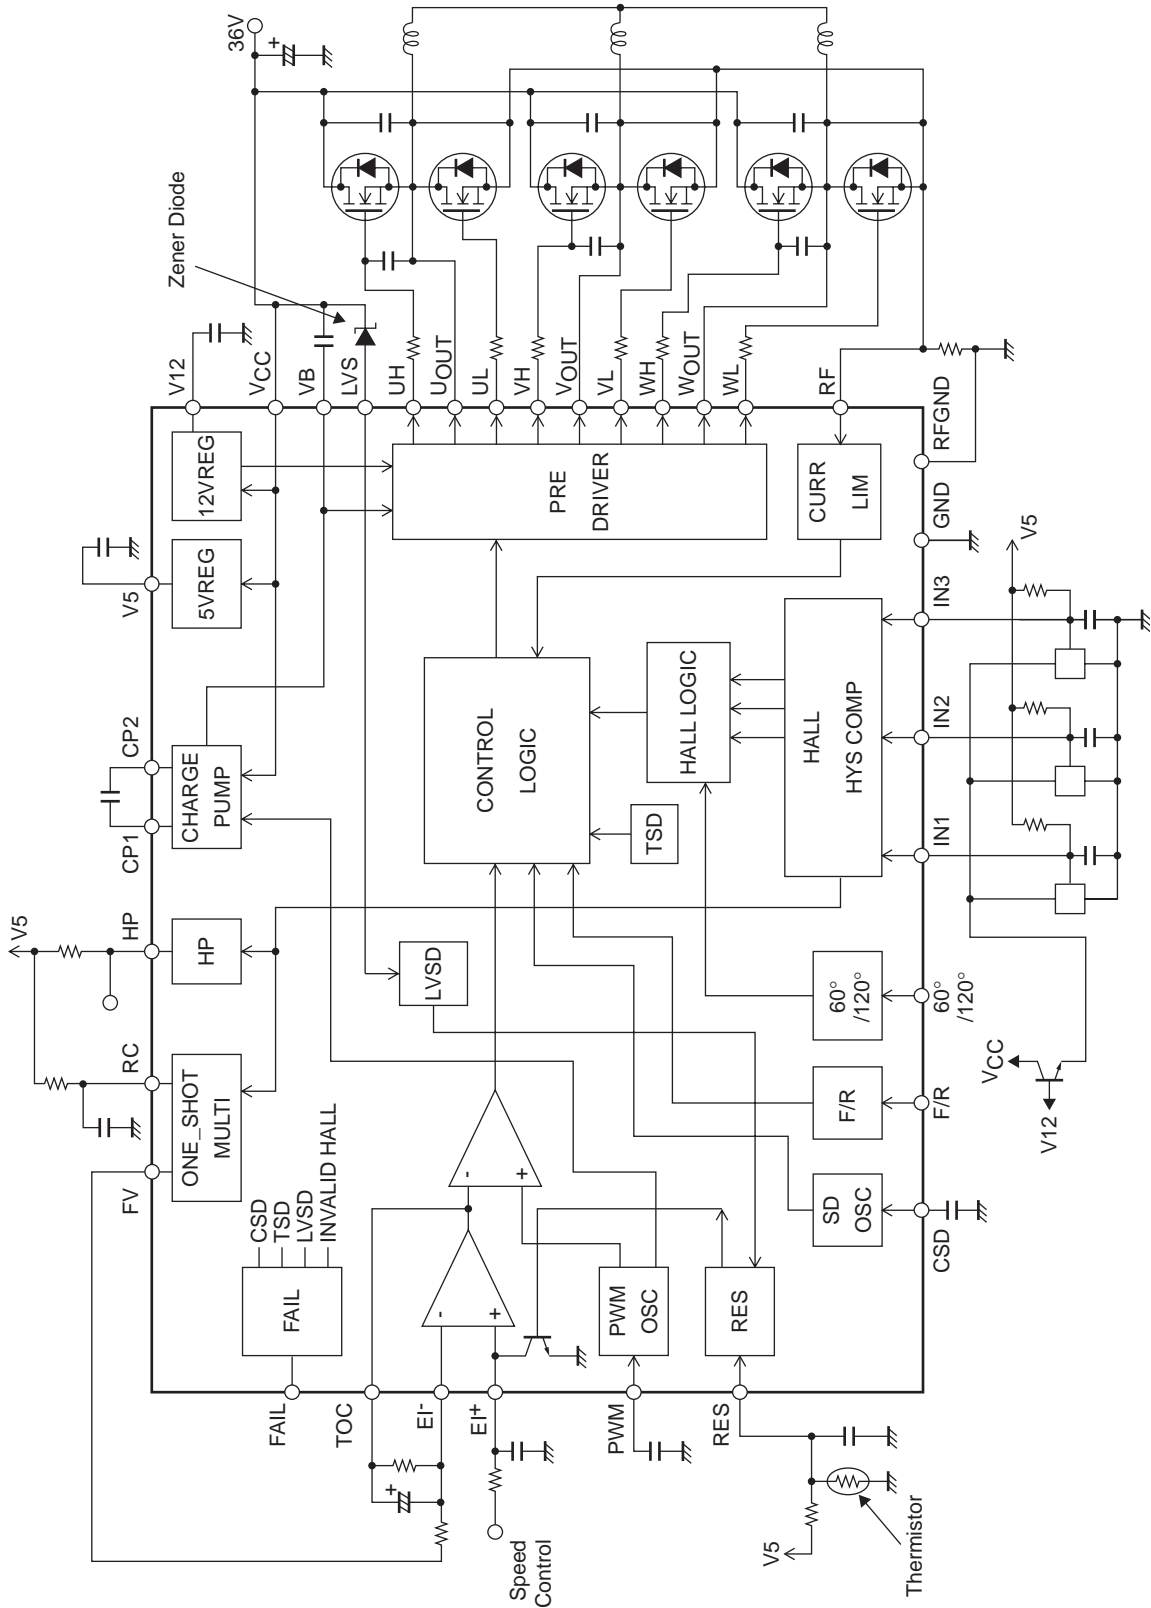 36V
+
Zener Diode
V12
VCC
VB
LVS
UH
UOUT
UL
VH
VOUT
VL
WH
WOUT
WL
RF
RFGND
GND
12VREG
5VREG
V5
PRE
DRIVER
CURR
LIM
V5
IN3
IN2
IN1
CP2
CP1
CHARGE
PUMP
CONTROL
LOGIC
HALL LOGIC
HALL
HYS COMP
TSD
V5
HP
HP
LVSD
60°
/120°
60°
/120°
RC
FV
ONE_SHOT
MULTI
F/R
F/R
VCC
V12
CSD
TSD
LVSD
INVALID HALL
FAIL
-
+
-
+
SD
OSC
CSD
PWM
OSC
RES
FAIL
TOC
EI-
EI+
PWM
RES
+
Speed
Control
V5
Thermistor